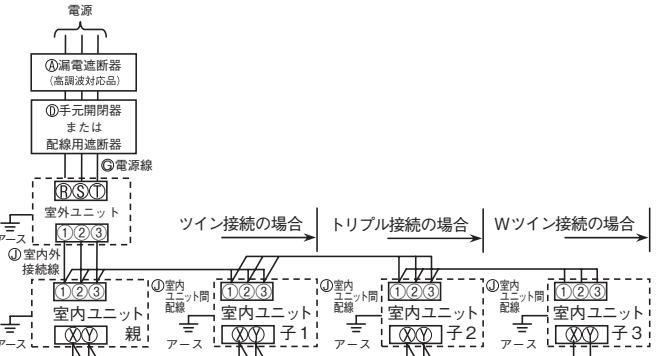 電源
Ⓐ漏電遮断器
(高調波対応品)
Ⓓ手元開閉器
または
配線用遮断器
Ⓖ電源線
ⓇⓈⓉ
室外ユニット
①②③
アース
Ⓙ室内外
接続線
ツイン接続の場合
トリプル接続の場合
Wツイン接続の場合
①②③
室内ユニット
ⓍⓎ 親
アース
Ⓙ室内
ユニット間
配線
①②③
室内ユニット
ⓍⓎ 子1
アース
Ⓙ室内
ユニット間
配線
①②③
室内ユニット
ⓍⓎ 子2
アース
Ⓙ室内
ユニット間
配線
①②③
室内ユニット
ⓍⓎ 子3
アース